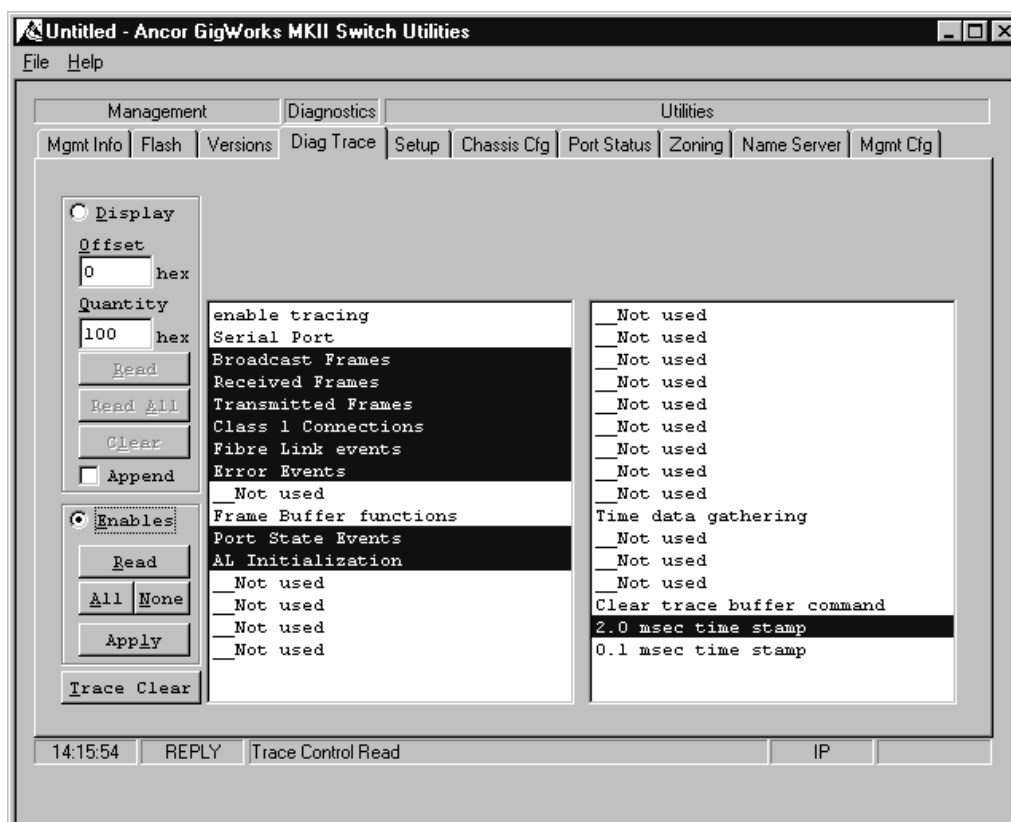 Untitled - Ancor GigWorks MKII Switch Utilities
File Help
Management Diagnostics Utilities
Mgmt Info Flash Versions Diag Trace Setup Chassis Cfg Port Status Zoning Name Server Mgmt Cfg
Display
Offset
0 hex
Quantity
100 hex
Read
Read All
Clear
Append
Enables
Read
All None
Apply
Trace Clear
enable tracing
Serial Port
Broadcast Frames
Received Frames
Transmitted Frames
Class 1 Connections
Fibre Link events
Error Events
__Not used
Frame Buffer functions
Port State Events
AL Initialization
__Not used
__Not used
__Not used
__Not used
__Not used
__Not used
__Not used
__Not used
__Not used
__Not used
__Not used
__Not used
__Not used
Time data gathering
__Not used
__Not used
__Not used
Clear trace buffer command
2.0 msec time stamp
0.1 msec time stamp
14:15:54 REPLY Trace Control Read IP